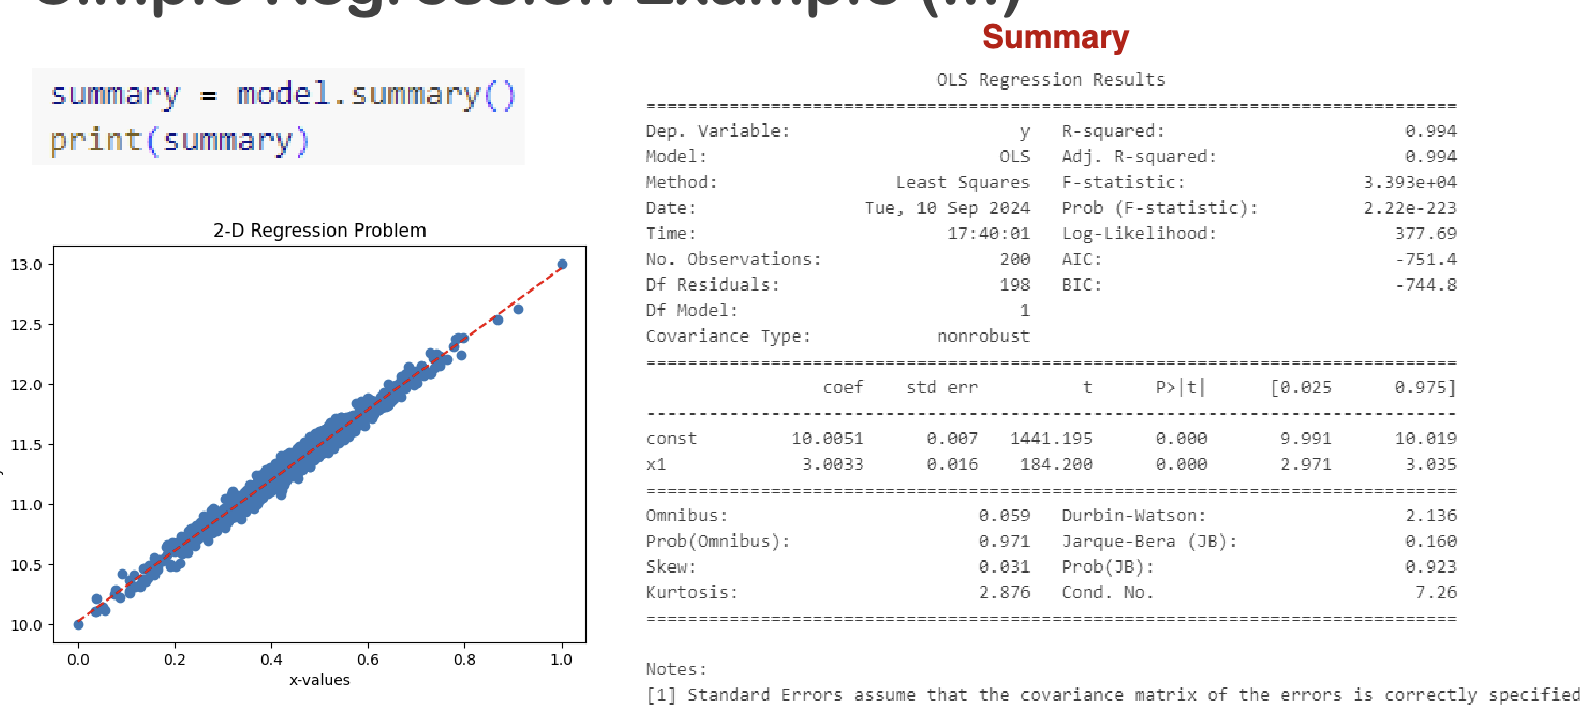 Simple Regression Example (III)
Summary
summary = model.summary()
print(summary)
2-D Regression Problem
13.0
12.5
12.0
11.5
11.0
10.5
10.0
0.0 0.2 0.4 0.6 0.8 1.0
x-values
OLS Regression Results
==============================================================================
Dep. Variable: y R-squared: 0.994
Model: OLS Adj. R-squared: 0.994
Method: Least Squares F-statistic: 3.393e+04
Date: Tue, 10 Sep 2024 Prob (F-statistic): 2.22e-223
Time: 17:40:01 Log-Likelihood: 377.69
No. Observations: 200 AIC: -751.4
Df Residuals: 198 BIC: -744.8
Df Model: 1
Covariance Type: nonrobust
==============================================================================
coef std err t P>|t| [0.025 0.975]
------------------------------------------------------------------------------
const 10.0051 0.007 1441.195 0.000 9.991 10.019
x1 3.0033 0.016 184.200 0.000 2.971 3.035
==============================================================================
Omnibus: 0.059 Durbin-Watson: 2.136
Prob(Omnibus): 0.971 Jarque-Bera (JB): 0.160
Skew: 0.031 Prob(JB): 0.923
Kurtosis: 2.876 Cond. No. 7.26
==============================================================================
Notes:
[1] Standard Errors assume that the covariance matrix of the errors is correctly specified